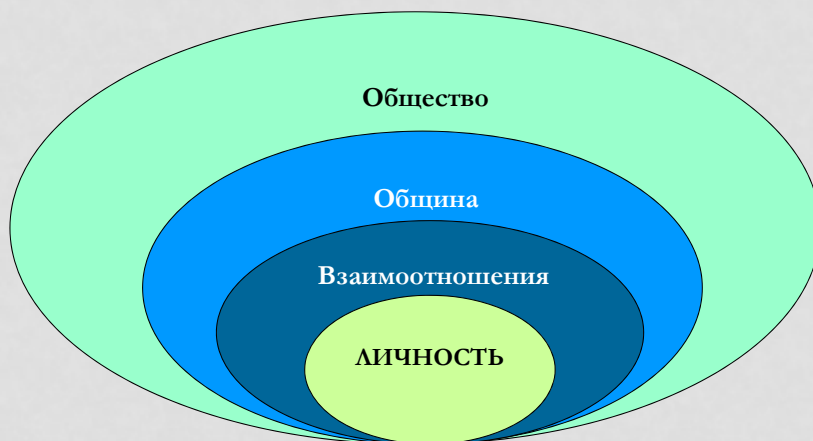 Общество
Община
Взаимоотношения
ЛИЧНОСТЬ